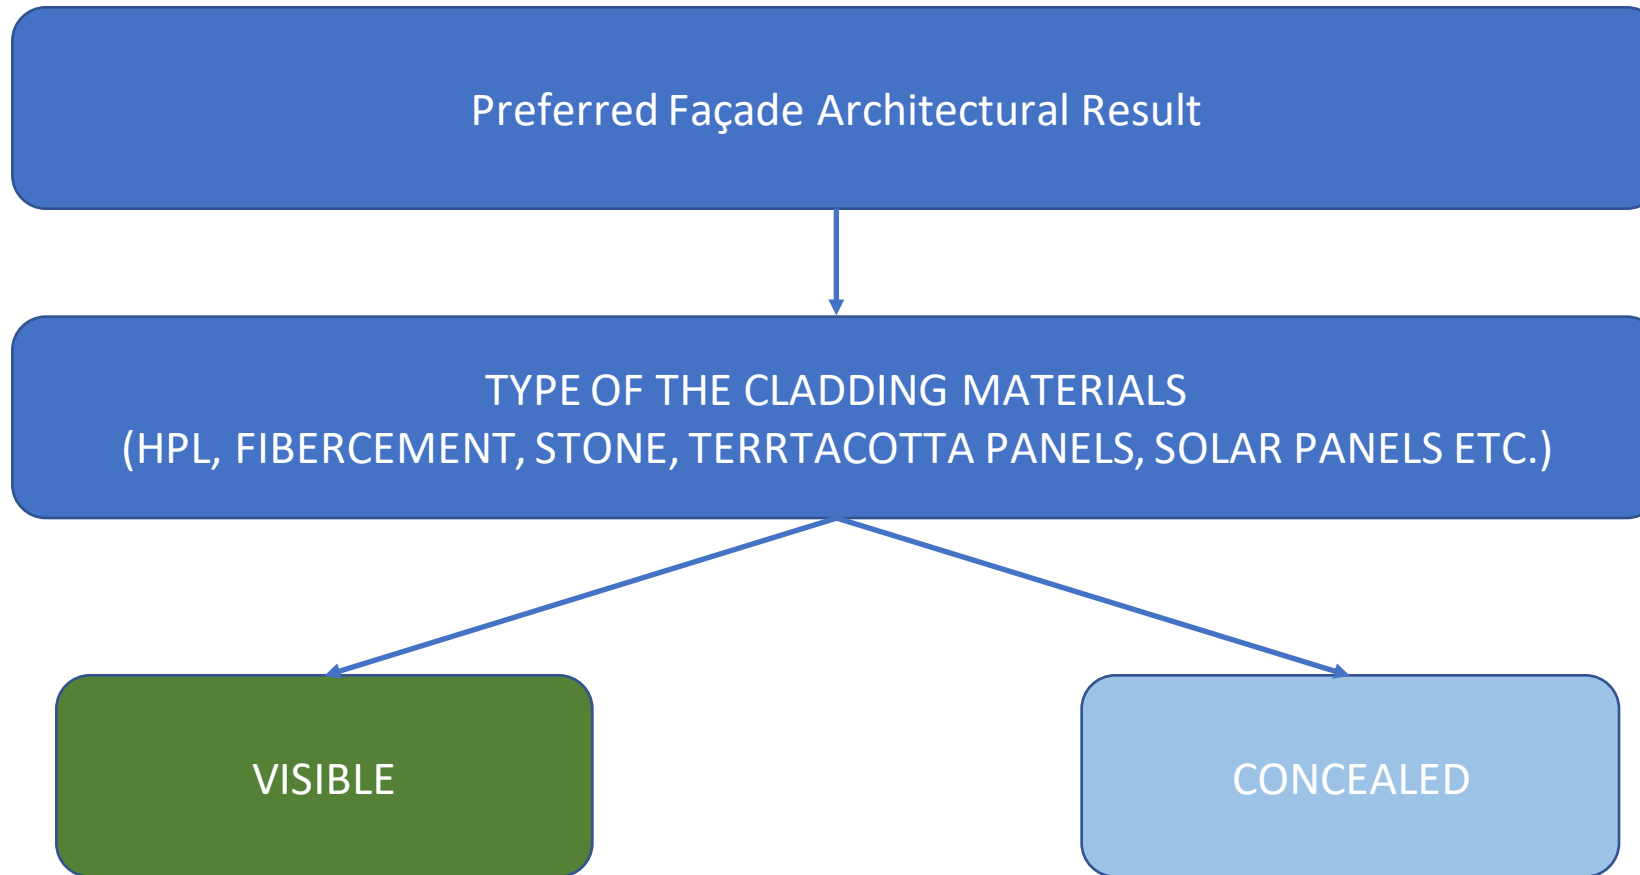 Preferred Façade Architectural Result
TYPE OF THE CLADDING MATERIALS
(HPL, FIBERCEMENT, STONE, TERRTACOTTA PANELS, SOLAR PANELS ETC.)
VISIBLE
CONCEALED